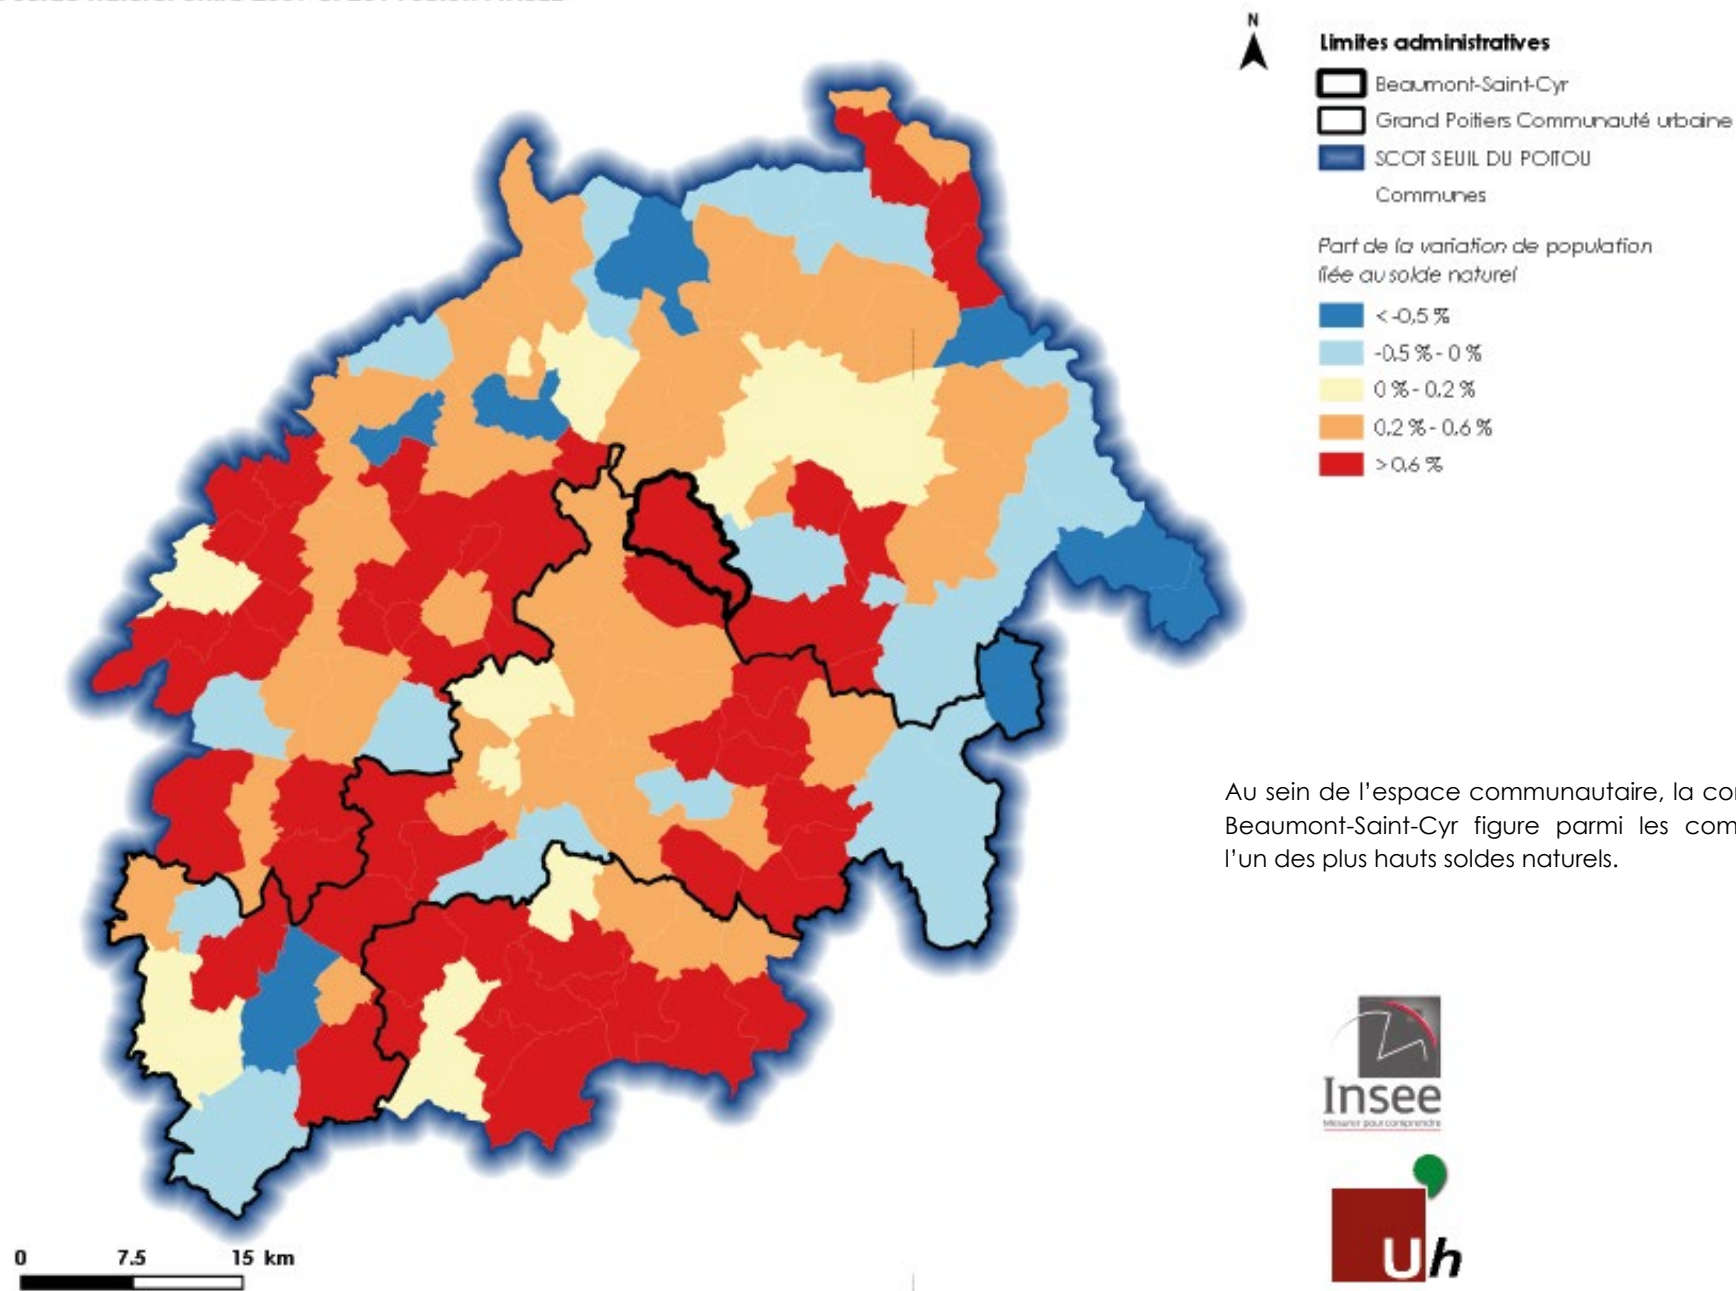 N
Limites administratives
Beaumont-Saint-Cyr
Grand Poitiers Communauté urbaine
SCOT SEUIL DU POITOU
Communes
Part de la variation de population
liée au solde naturel
< -0,5 %
-0.5 % - 0 %
0 % - 0.2 %
0.2 % - 0.6 %
> 0.6 %
Au sein de l’espace communautaire, la
Beaumont-Saint-Cyr figure parmi les
l’un des plus hauts soldes naturels.
Insee
Mesurer pour comprendre
Uh
0 7.5 15 km